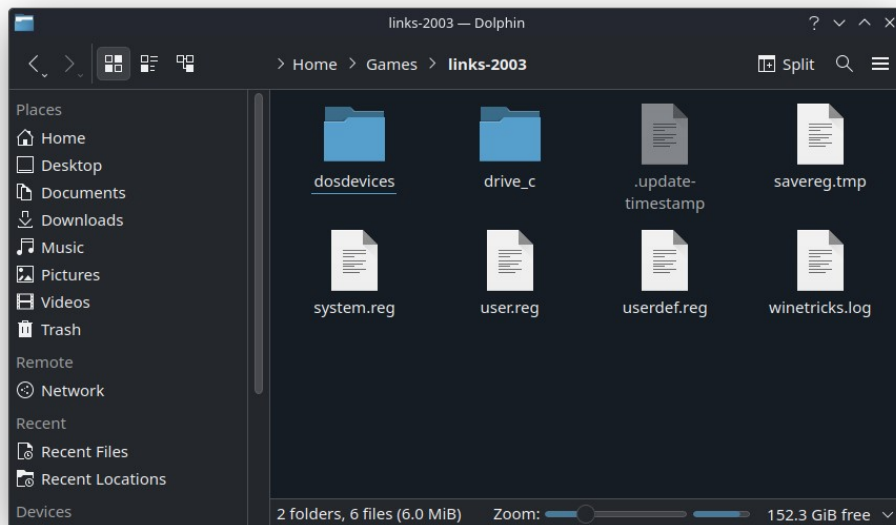 links-2003 — Dolphin
> Home > Games > links-2003
Split
Places
Home
Desktop
Documents
Downloads
Music
Pictures
Videos
Trash
Remote
Network
Recent
Recent Files
Recent Locations
Devices
dosdevices
drive_c
.update-
timestamp
savereg.tmp
system.reg
user.reg
userdef.reg
winetricks.log
2 folders, 6 files (6.0 MiB)
Zoom:
152.3 GiB free